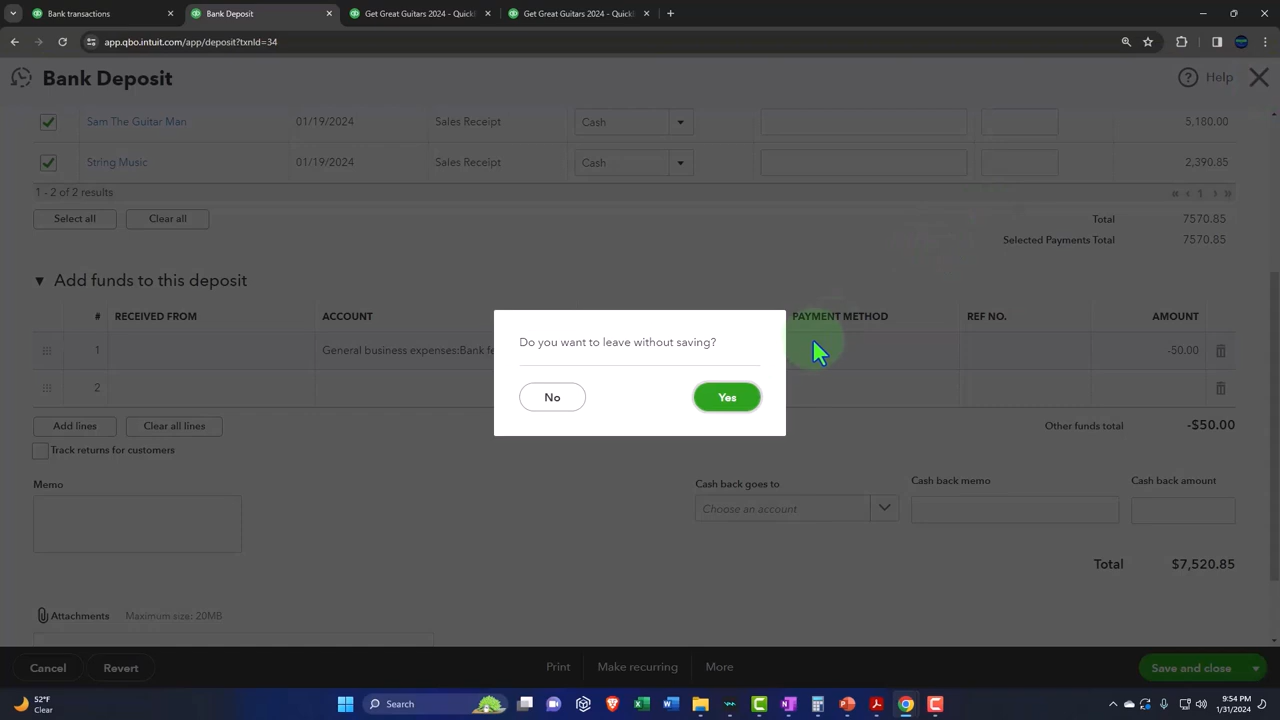 Bank transactions
Bank Deposit
Get Great Guitars 2024 - QuickB
Get Great Guitars 2024 - QuickB
app.qbo.intuit.com/app/deposit?txnId=34
Bank Deposit
Help
Sam The Guitar Man 01/19/2024 Sales Receipt Cash 5,180.00
String Music 01/19/2024 Sales Receipt Cash 2,390.85
1 - 2 of 2 results
1
Select all Clear all
Total 7570.85
Selected Payments Total 7570.85
Add funds to this deposit
# RECEIVED FROM ACCOUNT PAYMENT METHOD REF NO. AMOUNT
1 General business expenses:Bank fe -50.00
2
Do you want to leave without saving?
No Yes
Add lines Clear all lines
Other funds total -$50.00
Track returns for customers
Memo
Cash back goes to Cash back memo Cash back amount
Choose an account
Total $7,520.85
Attachments Maximum size: 20MB
Cancel Revert Print Make recurring More Save and close
52°F
Clear
Search
9:54 PM
1/31/2024